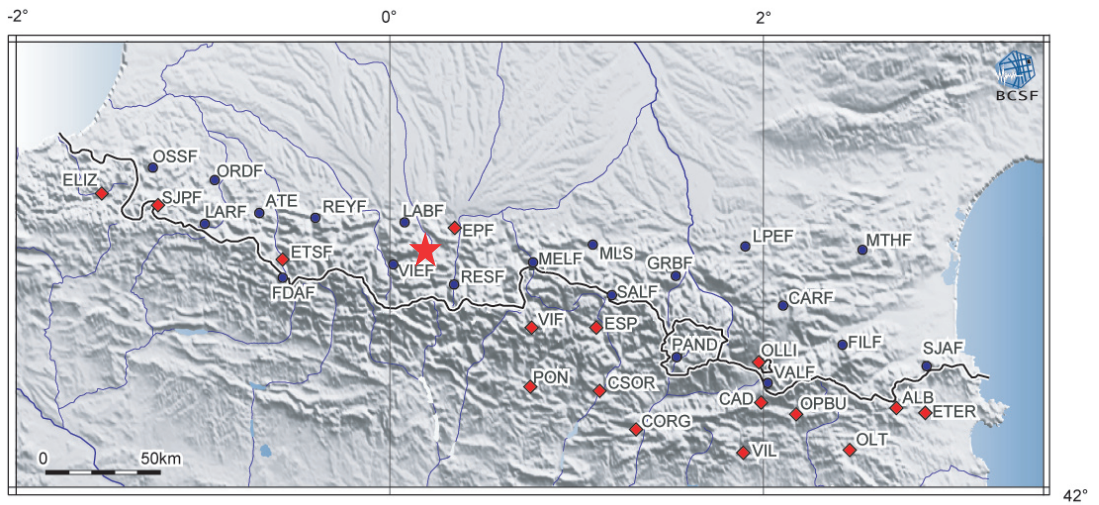 -2°
0°
2°
BCSF
OSSF
ELIZ
ORDF
SJPF
ATE
LARF
REYF
LABF
EPF
ETSF
VIEF
MELF
MLS
LPEF
MTHF
FDAF
RESF
GRBF
SALF
CARF
VIF
ESP
PAND
OLLI
FILF
SJAF
VALF
PON
CSOR
CAD
OPBU
ALB
ETER
CORG
VIL
OLT
0 50km
42°